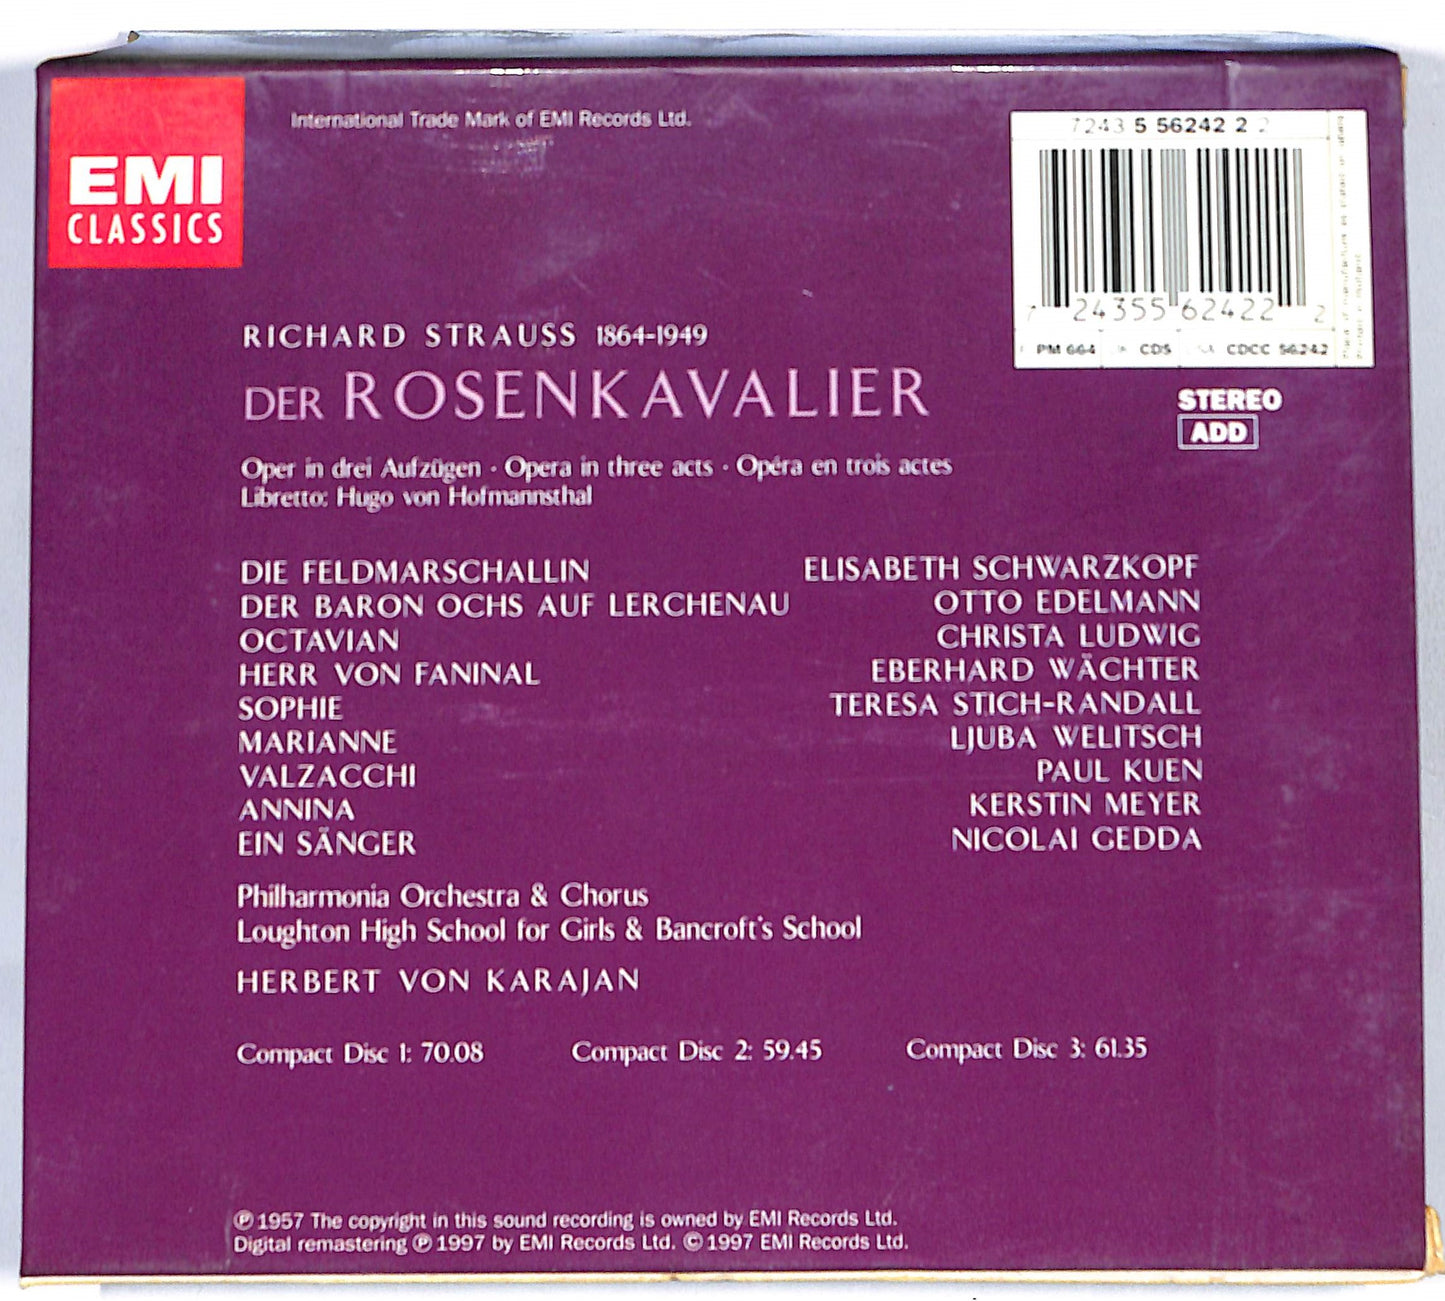 EMI
CLASSICS
International Trade Mark of EMI Records Ltd.
7243 5 56242 2 2
7 24355 62422 2
PM 664 CDS CDCC 56242
STEREO
ADD
RICHARD STRAUSS 1864-1949
DER ROSENKAVALIER
Oper in drei Aufzügen · Opera in three acts · Opéra en trois actes
Libretto: Hugo von Hofmannsthal
DIE FELDMARSCHALLIN ELISABETH SCHWARZKOPF
DER BARON OCHS AUF LERCHENAU OTTO EDELMANN
OCTAVIAN CHRISTA LUDWIG
HERR VON FANINAL EBERHARD WÄCHTER
SOPHIE TERESA STICH-RANDALL
MARIANNE LJUBA WELITSCH
VALZACCHI PAUL KUEN
ANNINA KERSTIN MEYER
EIN SÄNGER NICOLAI GEDDA
Philharmonia Orchestra & Chorus
Loughton High School for Girls & Bancroft's School
HERBERT VON KARAJAN
Compact Disc 1: 70.08 Compact Disc 2: 59.45 Compact Disc 3: 61.35
℗ 1957 The copyright in this sound recording is owned by EMI Records Ltd.
Digital remastering ℗ 1997 by EMI Records Ltd. © 1997 EMI Records Ltd.